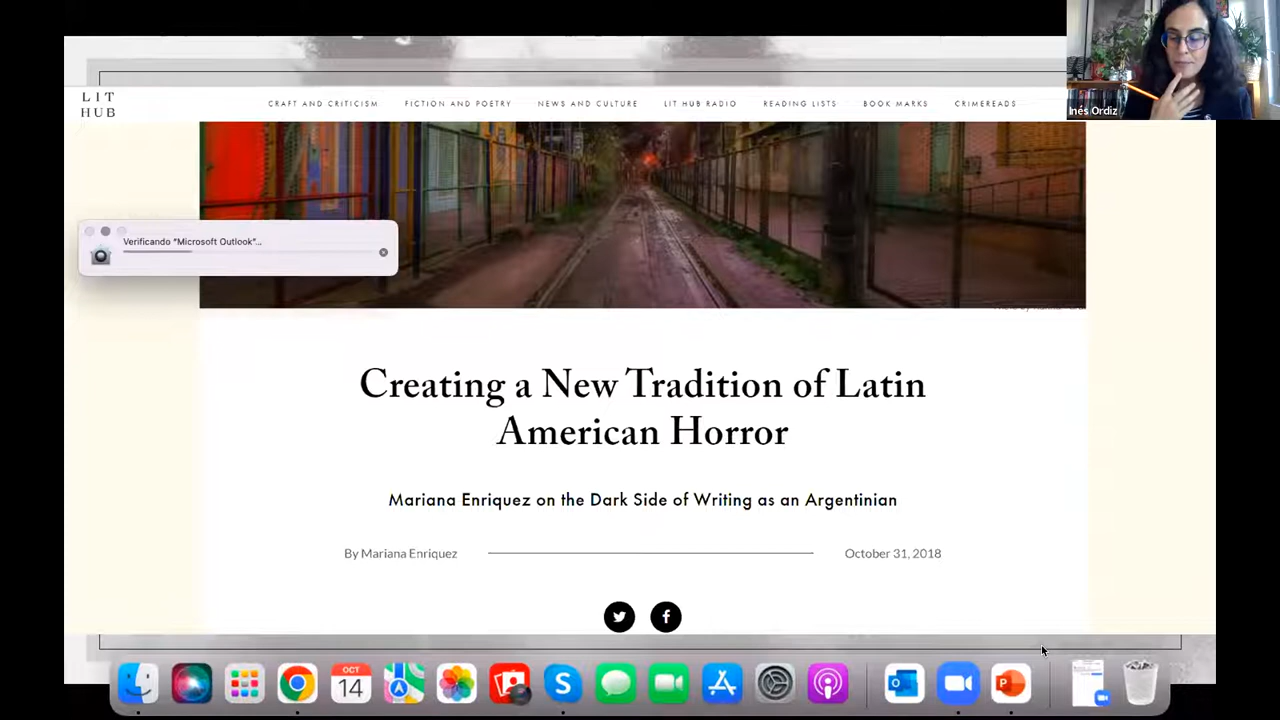 LIT
HUB
CRAFT AND CRITICISM
FICTION AND POETRY
NEWS AND CULTURE
LIT HUB RADIO
READING LISTS
BOOK MARKS
CRIMEREADS
Inés Ordiz
Verificando "Microsoft Outlook"...
Creating a New Tradition of Latin
American Horror
Mariana Enriquez on the Dark Side of Writing as an Argentinian
By Mariana Enriquez
October 31, 2018
OCT
14